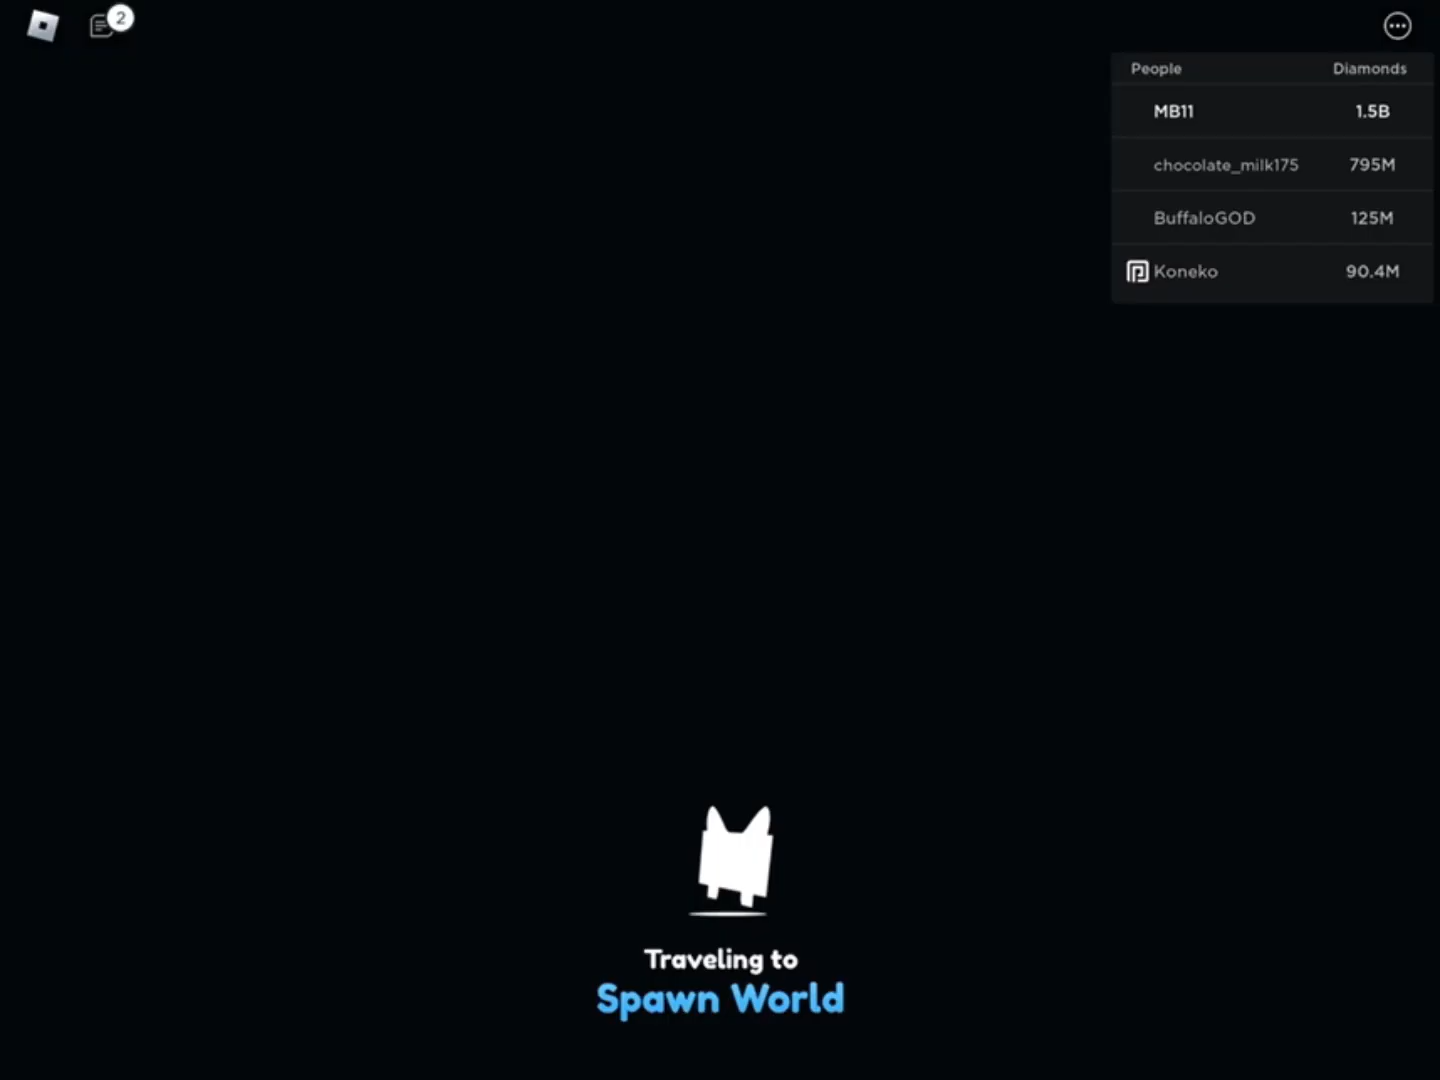 2
People Diamonds
MB11 1.5B
chocolate_milk175 795M
BuffaloGOD 125M
Koneko 90.4M
Traveling to
Spawn World